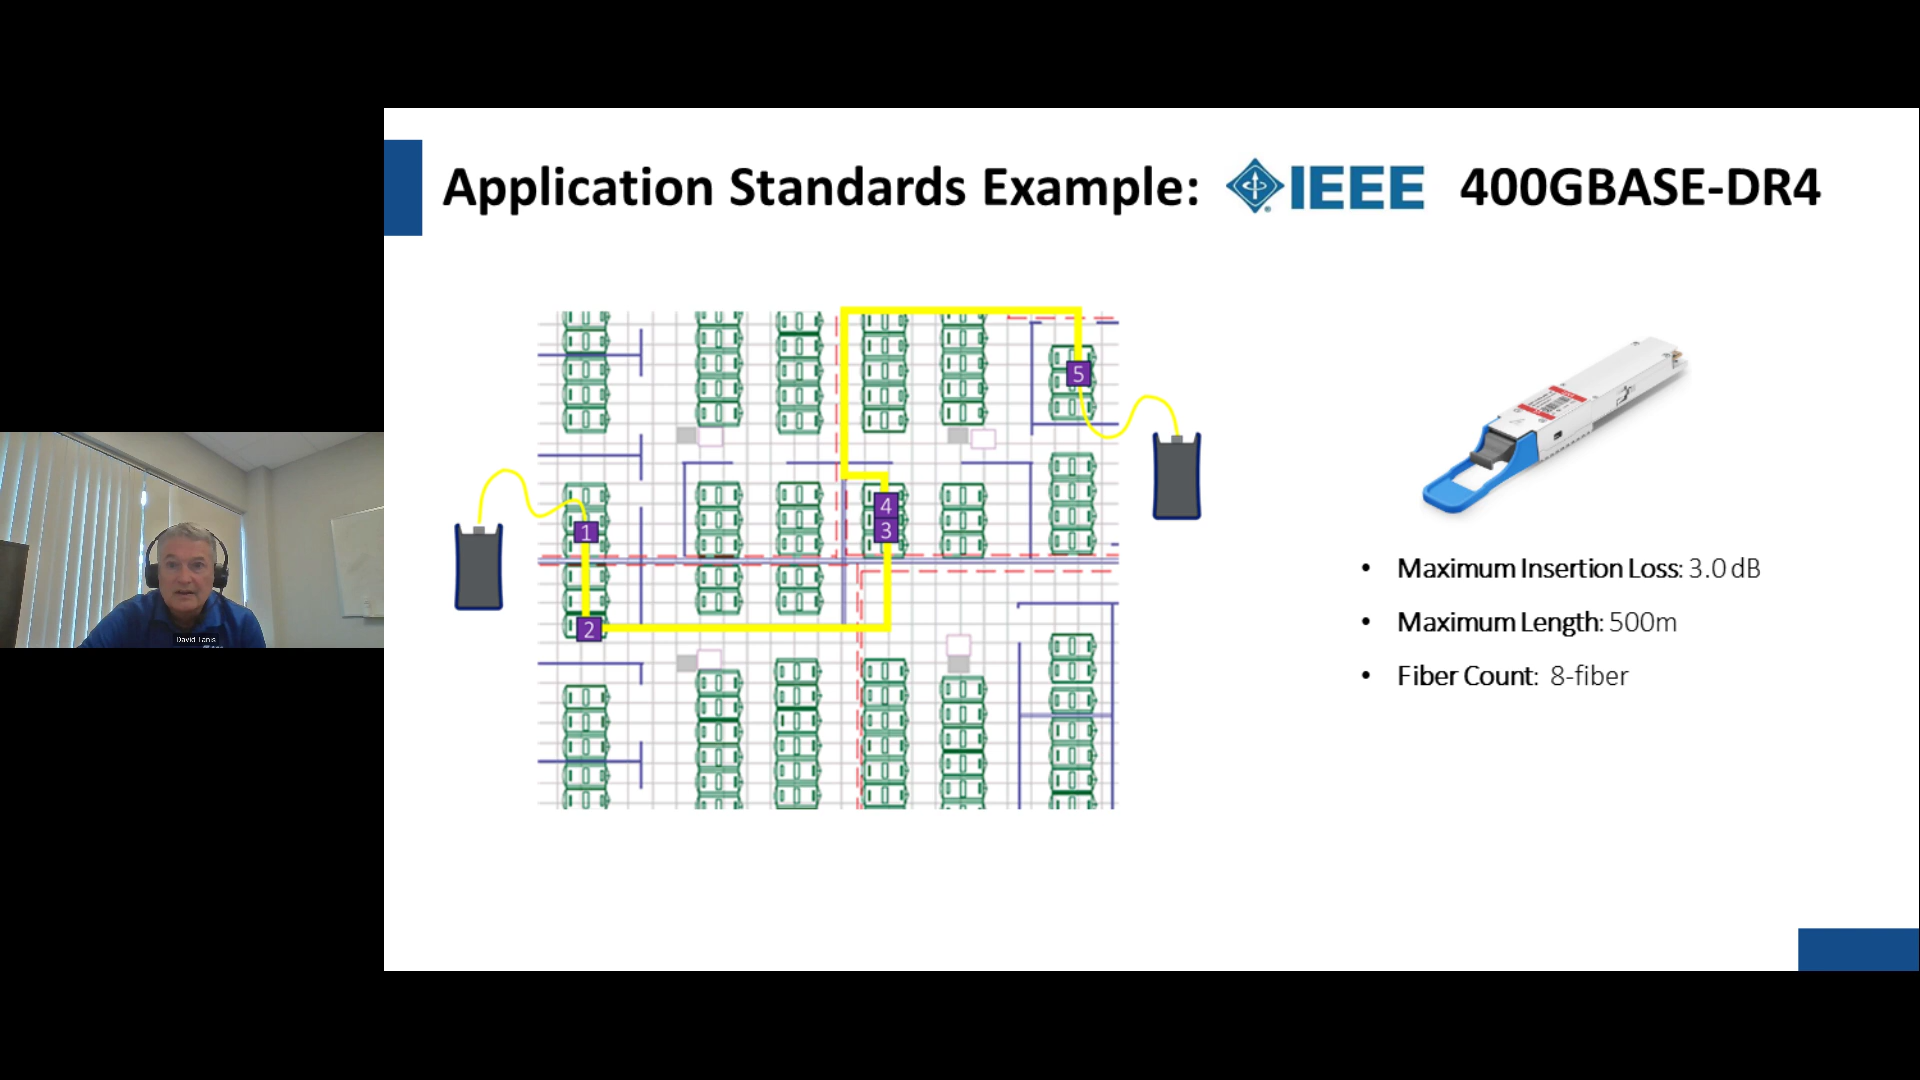 Application Standards Example: IEEE 400GBASE-DR4
5
4
3
1
2
• Maximum Insertion Loss: 3.0 dB
• Maximum Length: 500m
• Fiber Count: 8-fiber
David Tanis